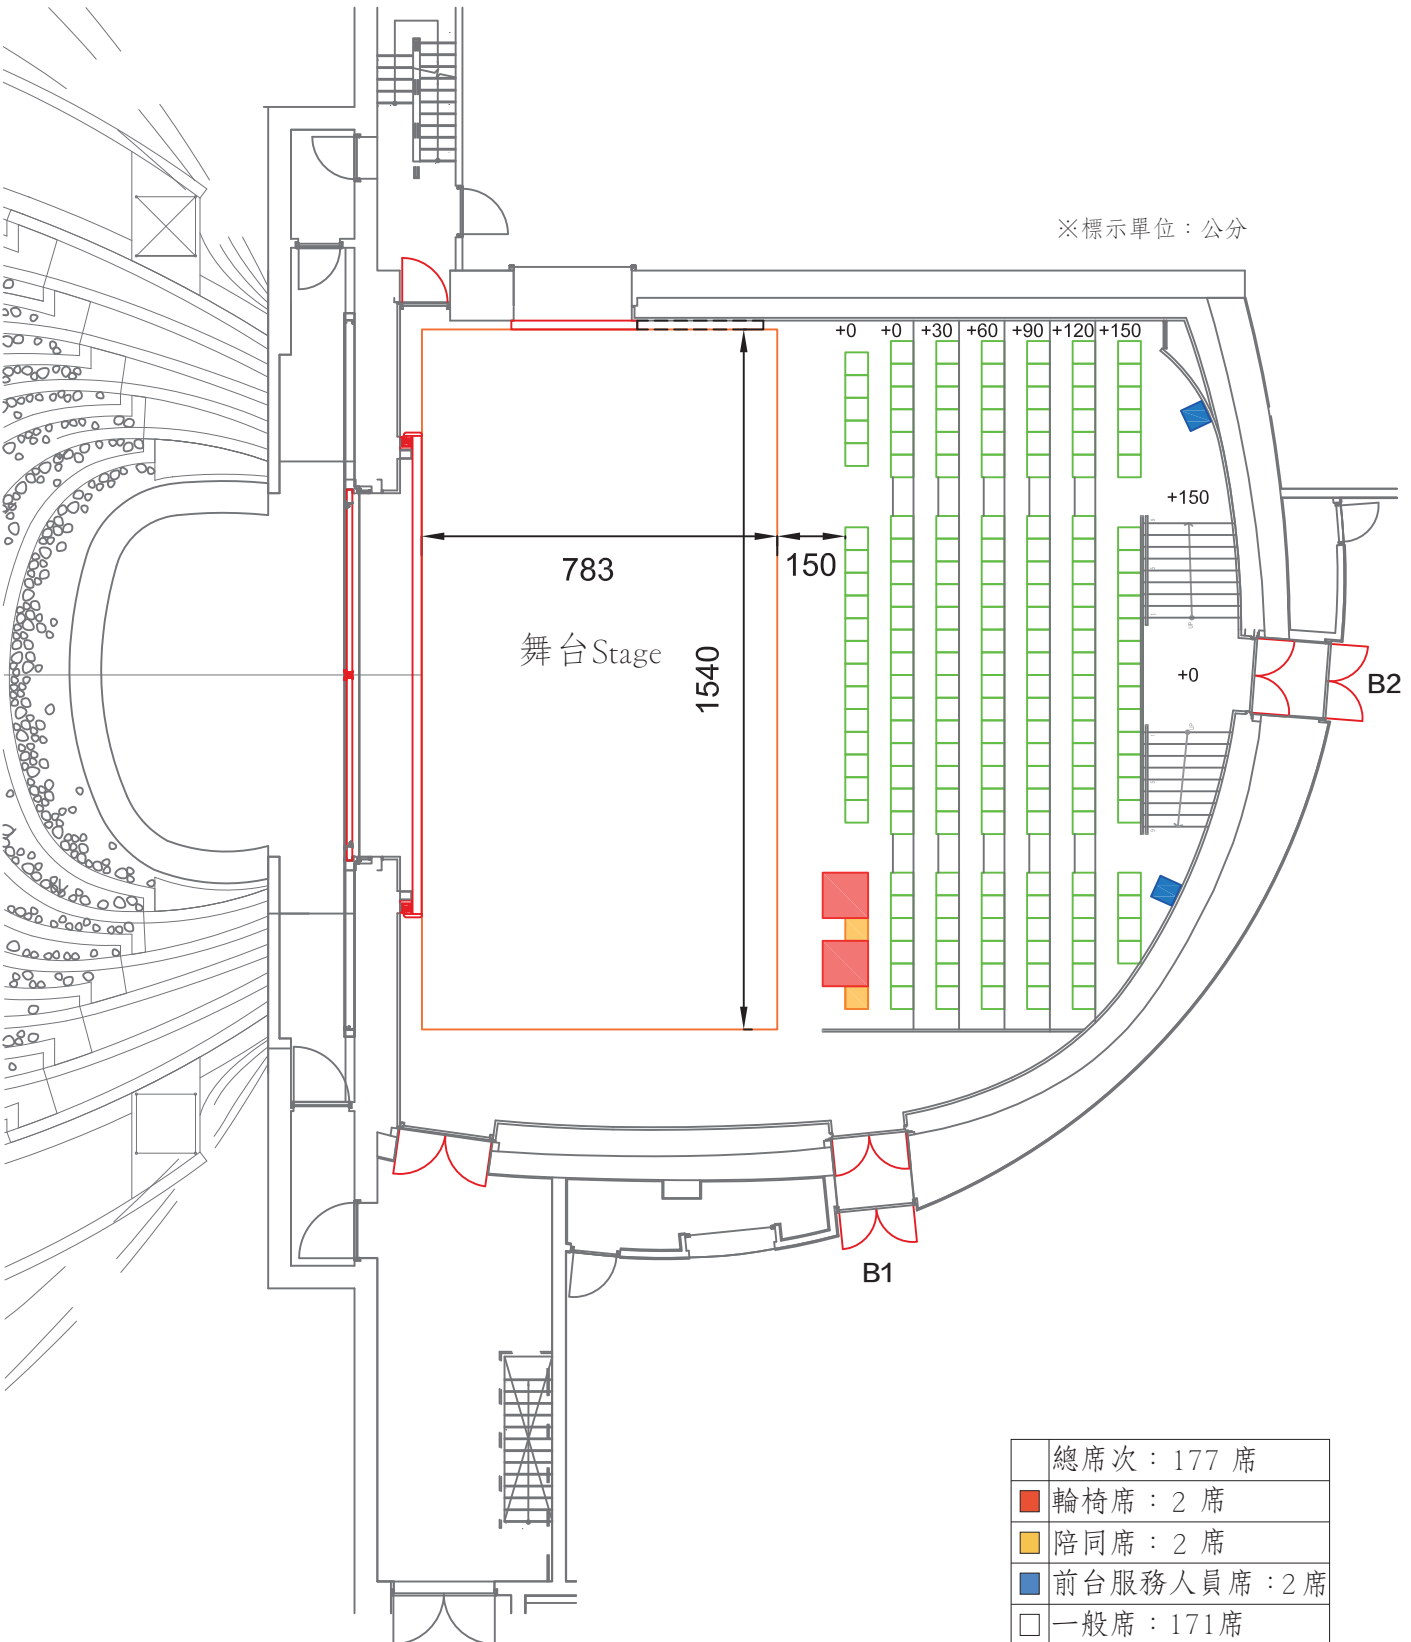 ※標示單位：公分
+0 +0 +30 +60 +90 +120 +150
+150
783
150
舞台Stage
1540
+0
B2
B1
總席次：177 席
輪椅席：2 席
陪同席：2 席
前台服務人員席：2席
一般席：171席